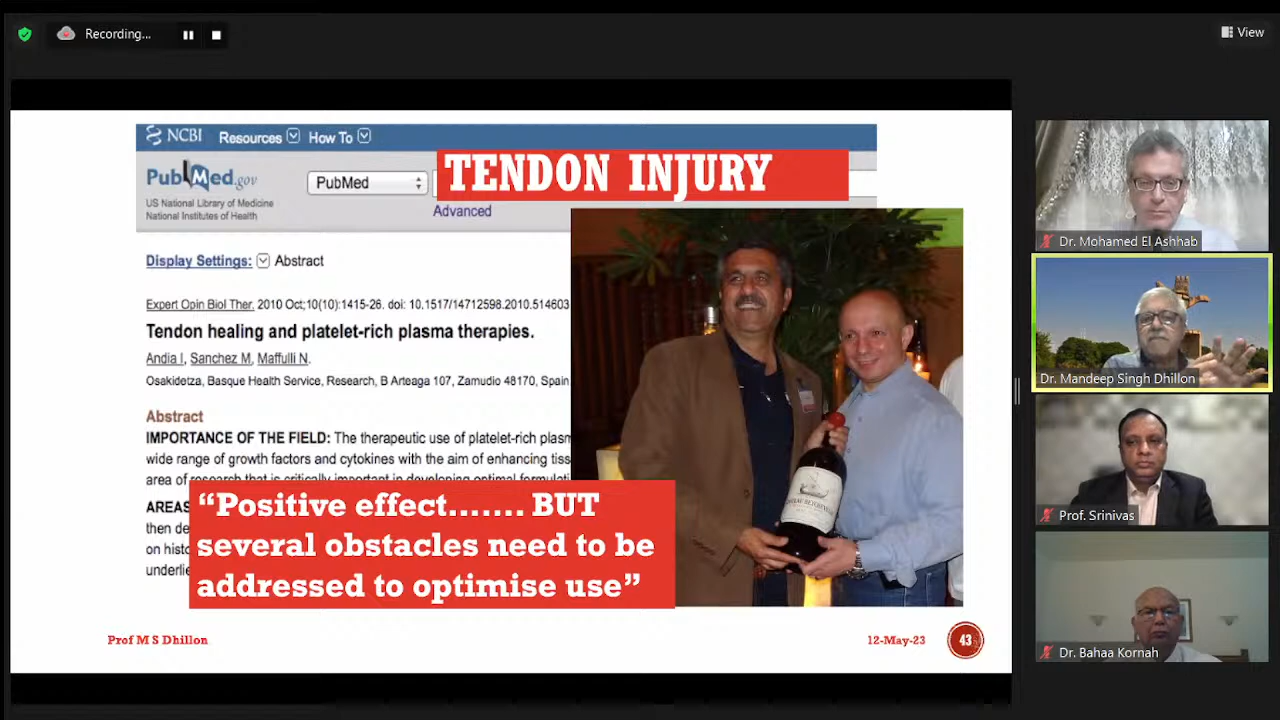 Recording...
View
NCBI Resources How To
PubMed.gov
US National Library of Medicine
National Institutes of Health
PubMed
TENDON INJURY
Advanced
Display Settings: Abstract
Expert Opin Biol Ther. 2010 Oct;10(10):1415-26. doi: 10.1517/14712598.2010.514603
Tendon healing and platelet-rich plasma therapies.
Andia I, Sanchez M, Maffulli N.
Osakidetza, Basque Health Service, Research, B Arteaga 107, Zamudio 48170, Spain
Abstract
IMPORTANCE OF THE FIELD: The therapeutic use of platelet-rich plasm
wide range of growth factors and cytokines with the aim of enhancing tiss
area of research that is critically important in developing optimal formulati
AREAS
then de
on histo
underlie
“Positive effect....... BUT
several obstacles need to be
addressed to optimise use”
Prof M S Dhillon
12-May-23
43
Dr. Mohamed El Ashhab
Dr. Mandeep Singh Dhillon
Prof. Srinivas
Dr. Bahaa Kornah